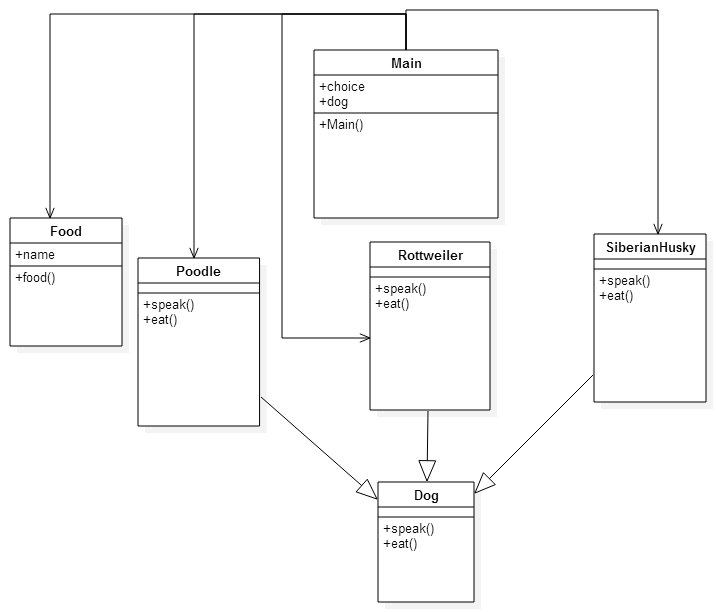 Main
+choice
+dog
+Main()
Food
+name
+food()
Poodle
+speak()
+eat()
Rottweiler
+speak()
+eat()
SiberianHusky
+speak()
+eat()
Dog
+speak()
+eat()